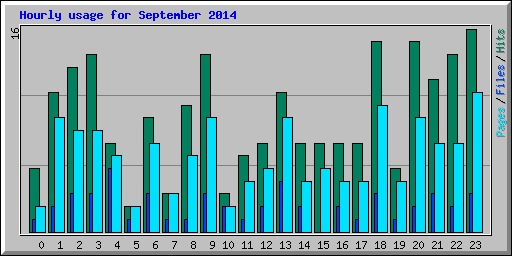 Hourly usage for September 2014
16
Pages/Files/Hits
0 1 2 3 4 5 6 7 8 9 10 11 12 13 14 15 16 17 18 19 20 21 22 23